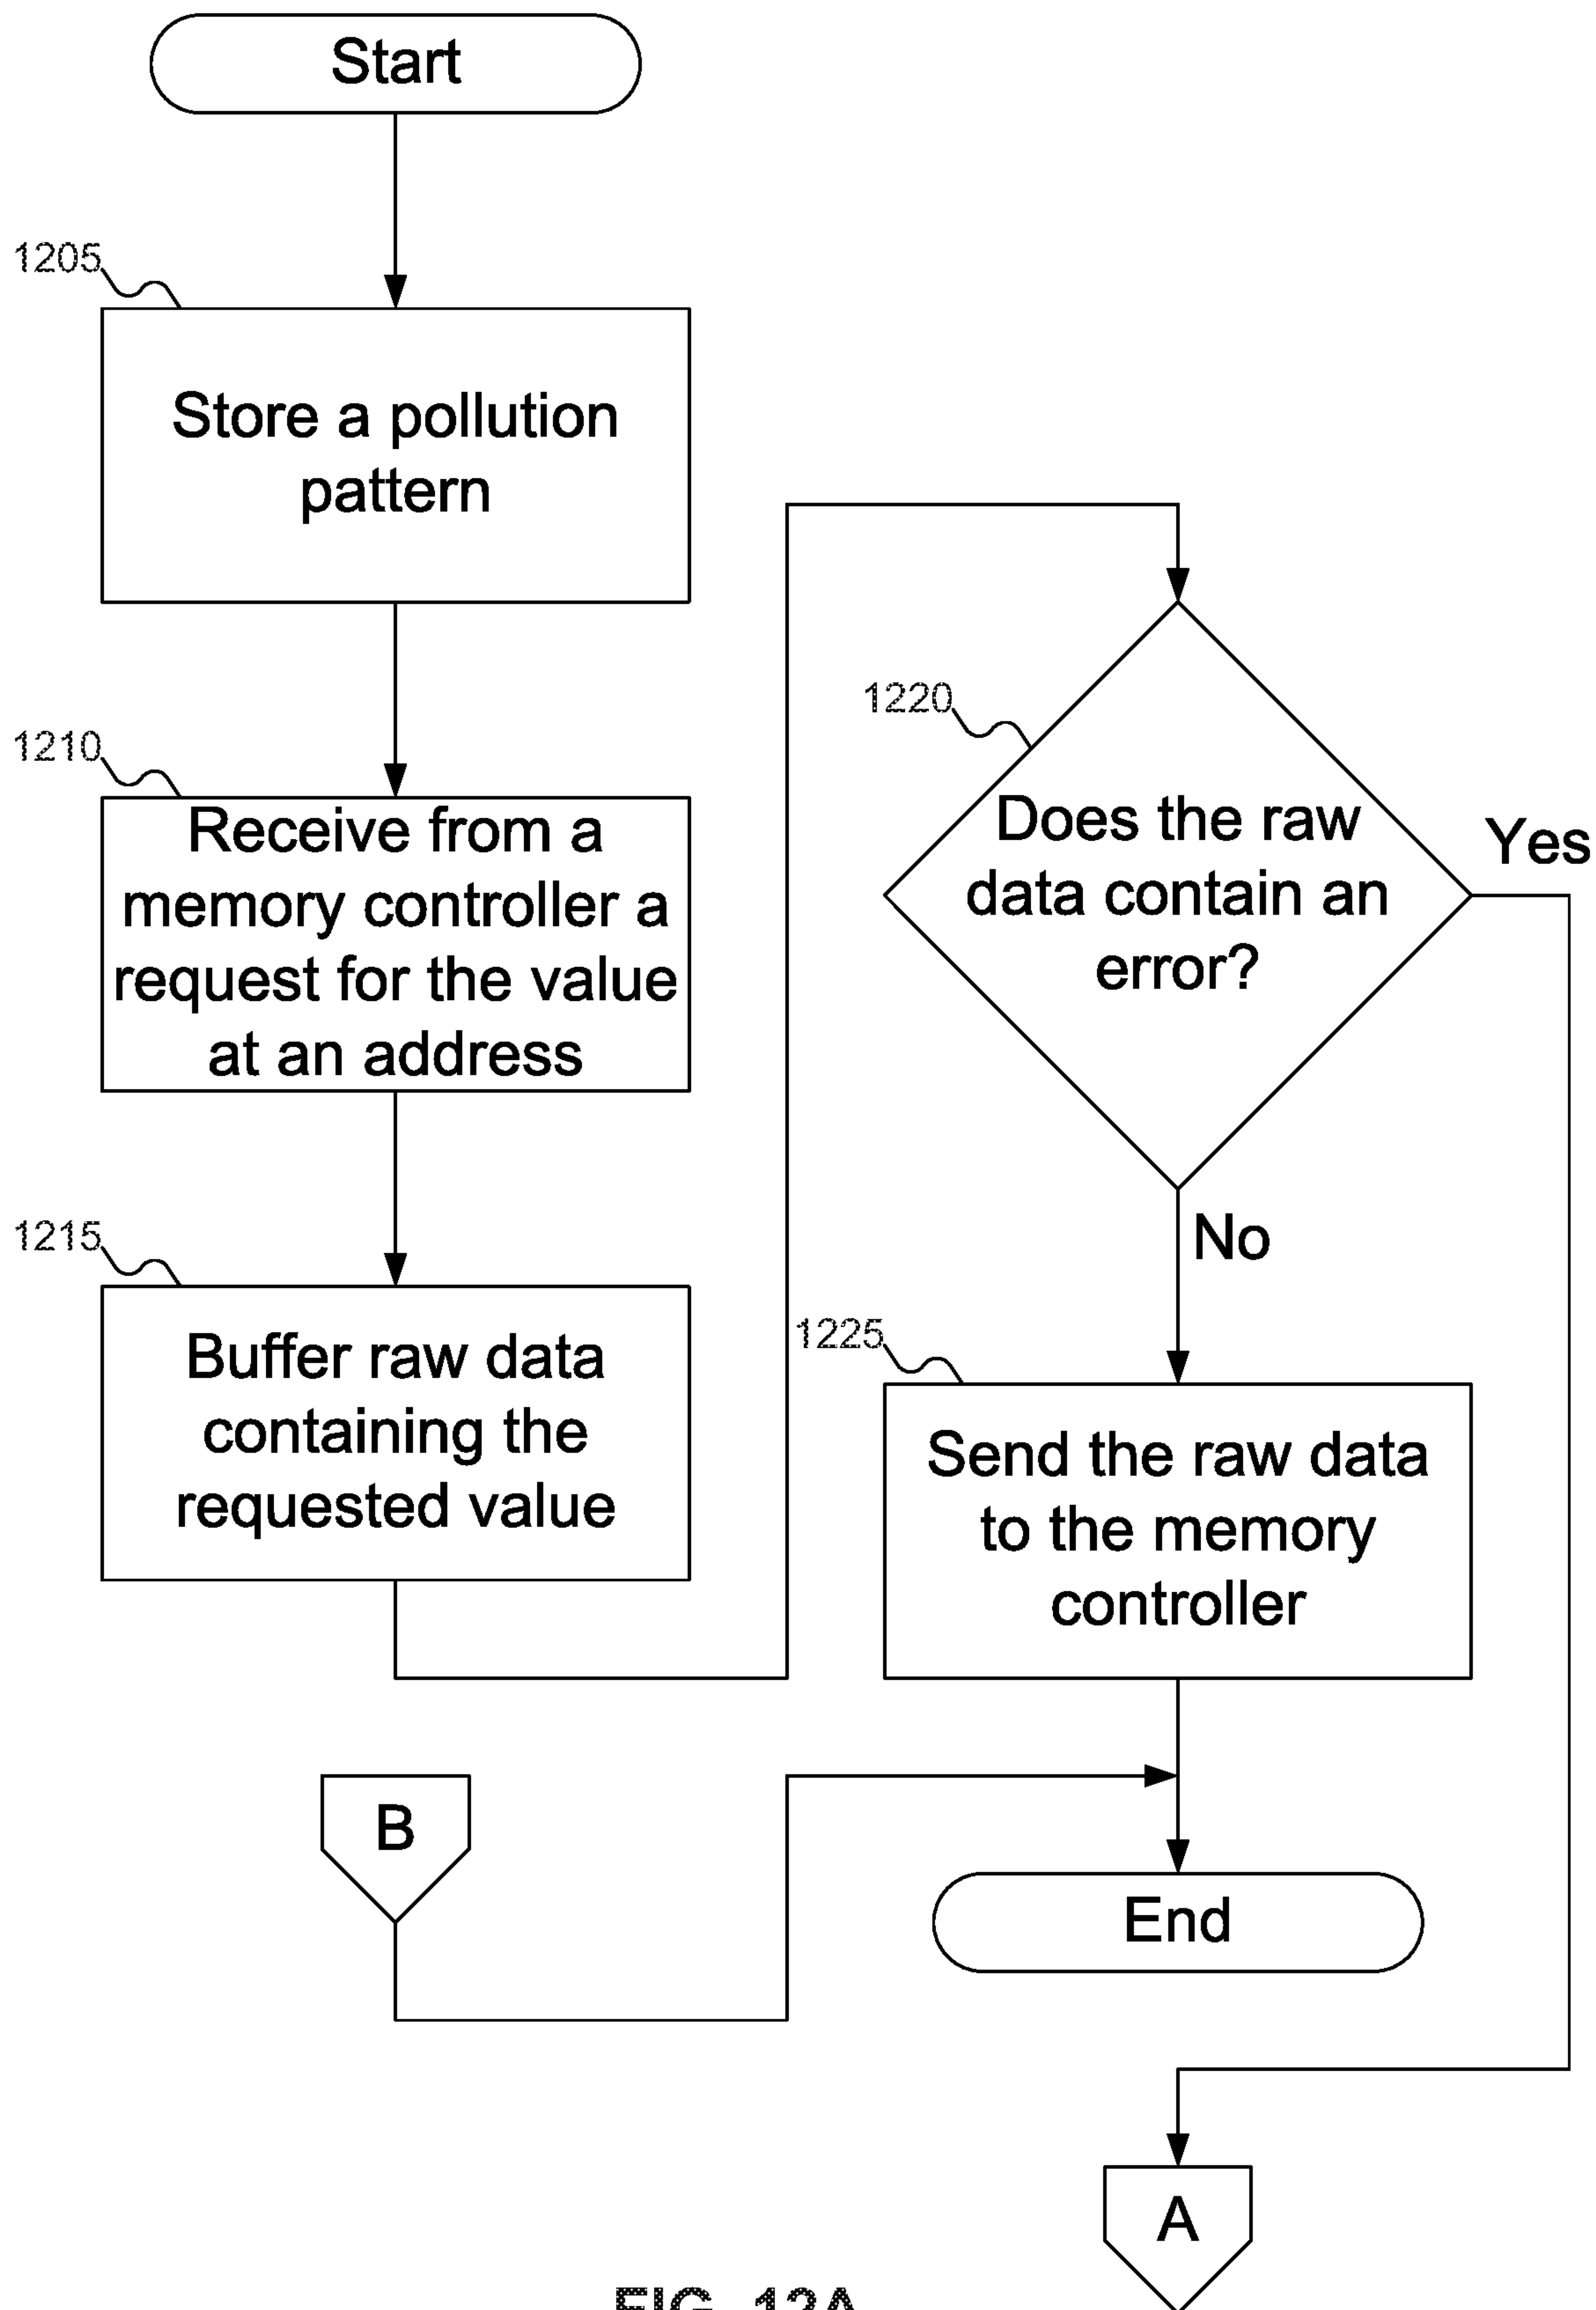 Start
1205
Store a pollution
pattern
1210
Receive from a
memory controller a
request for the value
at an address
1215
Buffer raw data
containing the
requested value
1220
Does the raw
data contain an
error?
Yes
No
1225
Send the raw data
to the memory
controller
B
End
A
FIG. 12A